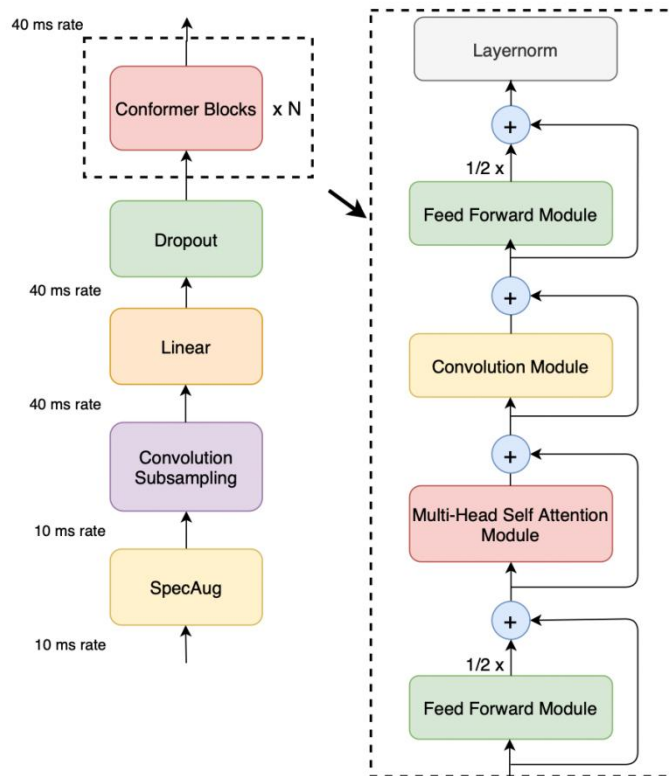 40 ms rate
Conformer Blocks
x N
Dropout
40 ms rate
Linear
40 ms rate
Convolution
Subsampling
10 ms rate
SpecAug
10 ms rate
Layernorm
+
1/2 x
Feed Forward Module
+
Convolution Module
+
Multi-Head Self Attention
Module
+
1/2 x
Feed Forward Module